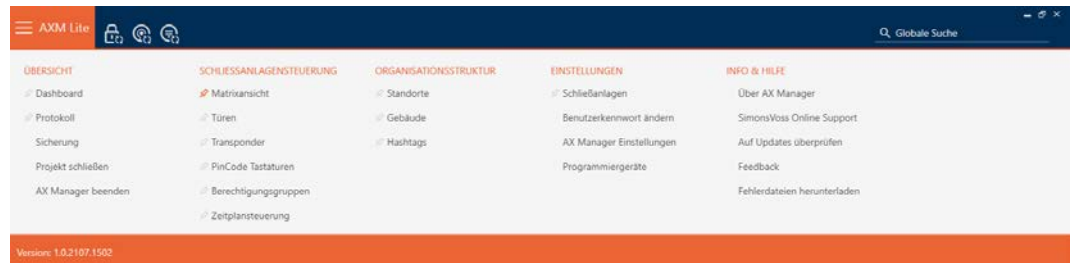 AXM Lite
Globale Suche
ÜBERSICHT
Dashboard
Protokoll
Sicherung
Projekt schließen
AX Manager beenden
SCHLIESSANLAGENSTEUERUNG
Matrixansicht
Türen
Transponder
PinCode Tastaturen
Berechtigungsgruppen
Zeitplansteuerung
ORGANISATIONSSTRUKTUR
Standorte
Gebäude
Hashtags
EINSTELLUNGEN
Schließanlagen
Benutzerkennwort ändern
AX Manager Einstellungen
Programmiergeräte
INFO & HILFE
Über AX Manager
SimonsVoss Online Support
Auf Updates überprüfen
Feedback
Fehlerdateien herunterladen
Version: 1.0.2107.1502